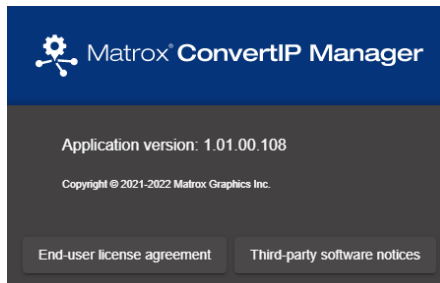 Matrox® ConvertIP Manager
Application version: 1.01.00.108
Copyright © 2021-2022 Matrox Graphics Inc.
End-user license agreement
Third-party software notices